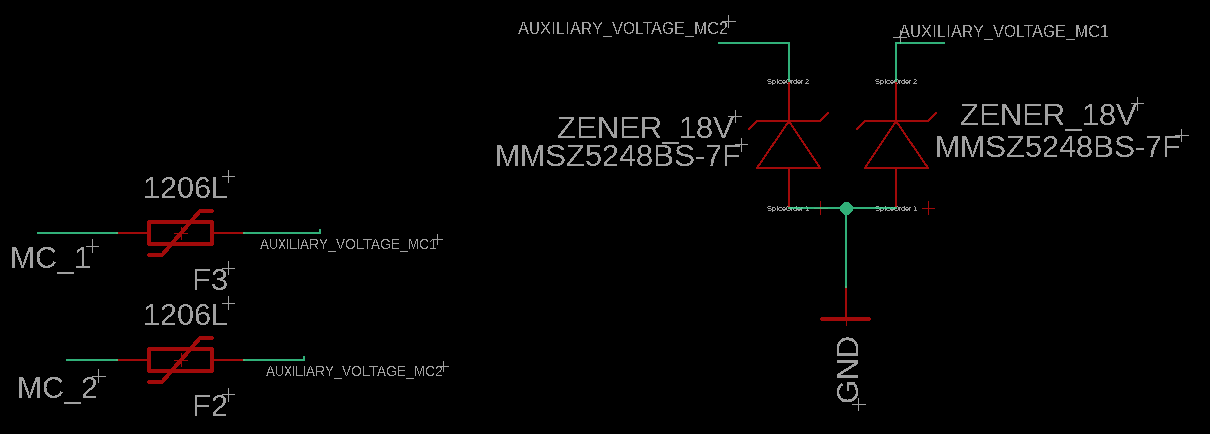 AUXILIARY_VOLTAGE_MC2
AUXILIARY_VOLTAGE_MC1
SpiceOrder 2
SpiceOrder 2
ZENER_18V
MMSZ5248BS-7F
ZENER_18V
MMSZ5248BS-7F
SpiceOrder 1
SpiceOrder 1
GND
1206L
MC_1
AUXILIARY_VOLTAGE_MC1
F3
1206L
MC_2
AUXILIARY_VOLTAGE_MC2
F2